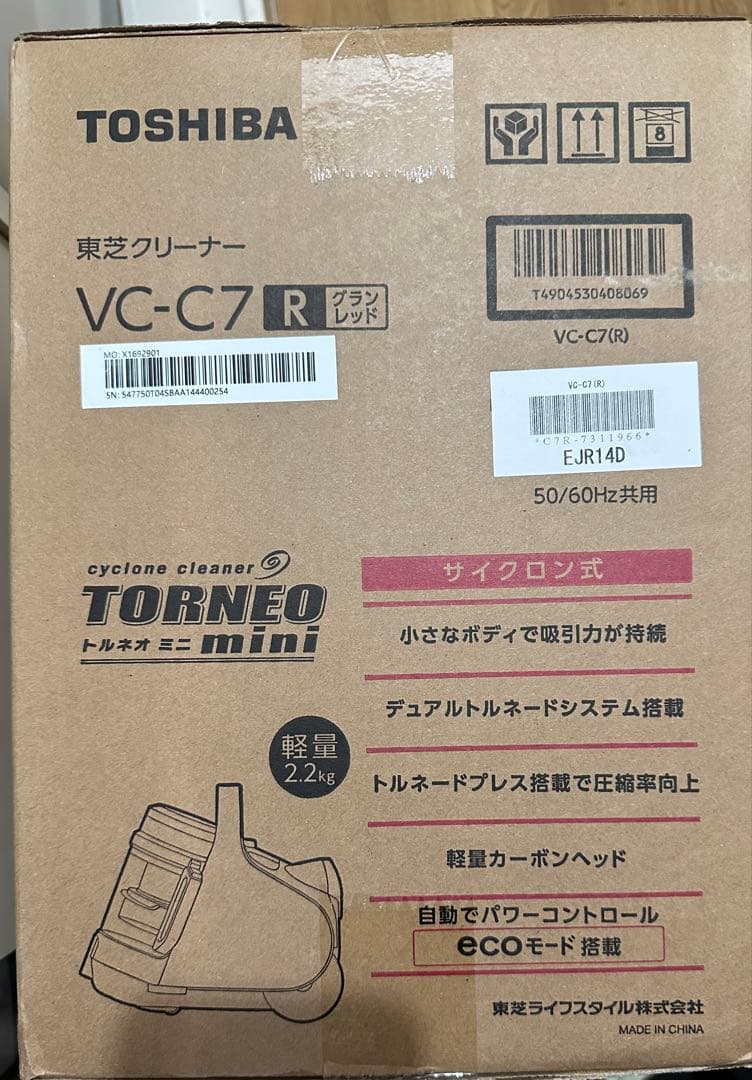 TOSHIBA
8
東芝クリーナー
VC-C7 R グランレッド
T4904530408069
VC-C7(R)
MO: X1692901
SN: 547750T04SBAA144400254
VC-C7(R)
*C7R-7311966*
EJR14D
50/60Hz共用
cyclone cleaner
TORNEO
トルネオ ミニ mini
サイクロン式
小さなボディで吸引力が持続
デュアルトルネードシステム搭載
トルネードプレス搭載で圧縮率向上
軽量カーボンヘッド
自動でパワーコントロール
ecoモード搭載
軽量
2.2kg
東芝ライフスタイル株式会社
MADE IN CHINA